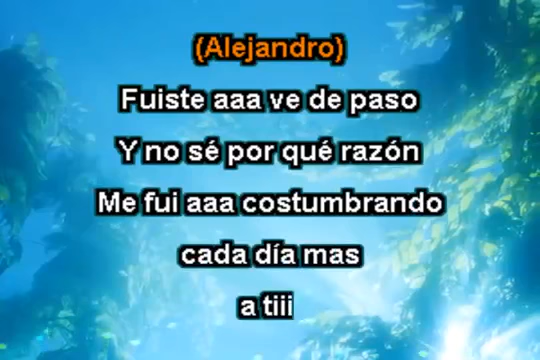 (Alejandro)
Fuiste aaa ve de paso
Y no sé por qué razón
Me fui aaa costumbrando
cada día mas
a tiii